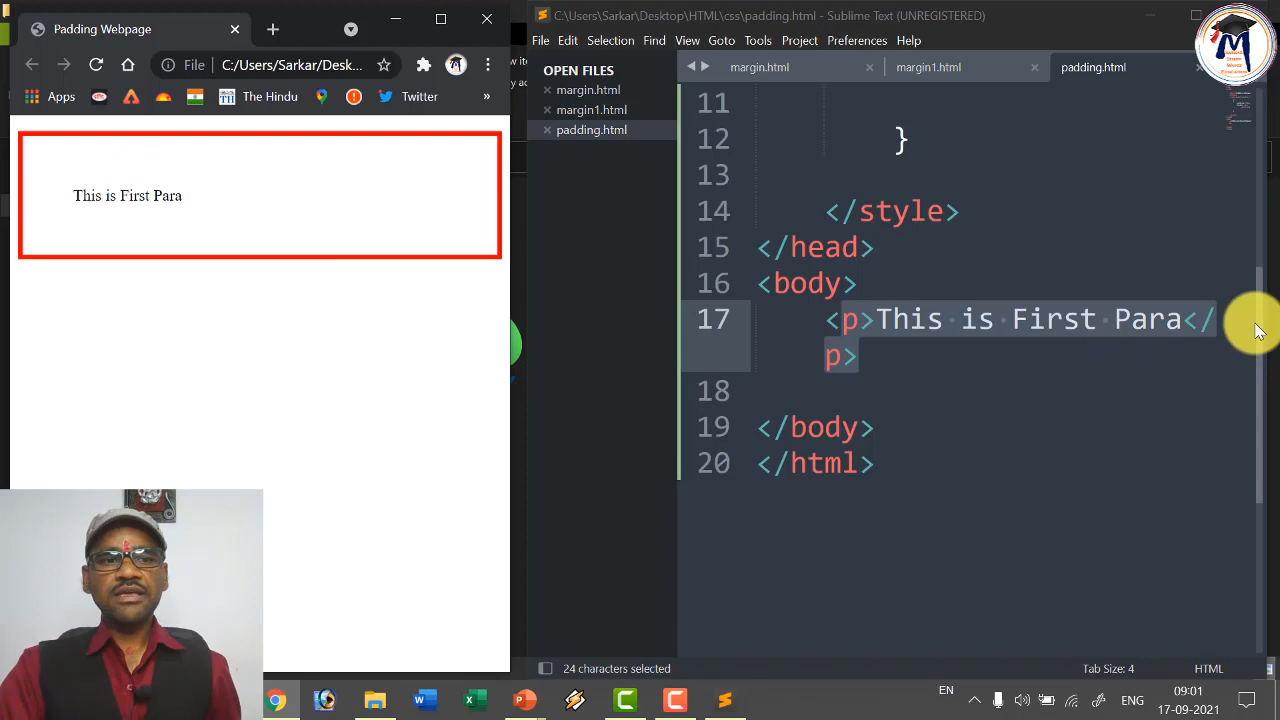 Padding Webpage
File C:/Users/Sarkar/Desk...
Apps
TH The Hindu
Twitter
»
This is First Para
C:\Users\Sarkar\Desktop\HTML\css\padding.html - Sublime Text (UNREGISTERED)
File Edit Selection Find View Goto Tools Project Preferences Help
OPEN FILES
margin.html
margin1.html
padding.html
margin.html margin1.html padding.html
11
12 }
13
14 </style>
15 </head>
16 <body>
17 <p>This is First Para</
p>
18
19 </body>
20 </html>
24 characters selected
Tab Size: 4
HTML
EN
ENG
09:01
17-09-2021